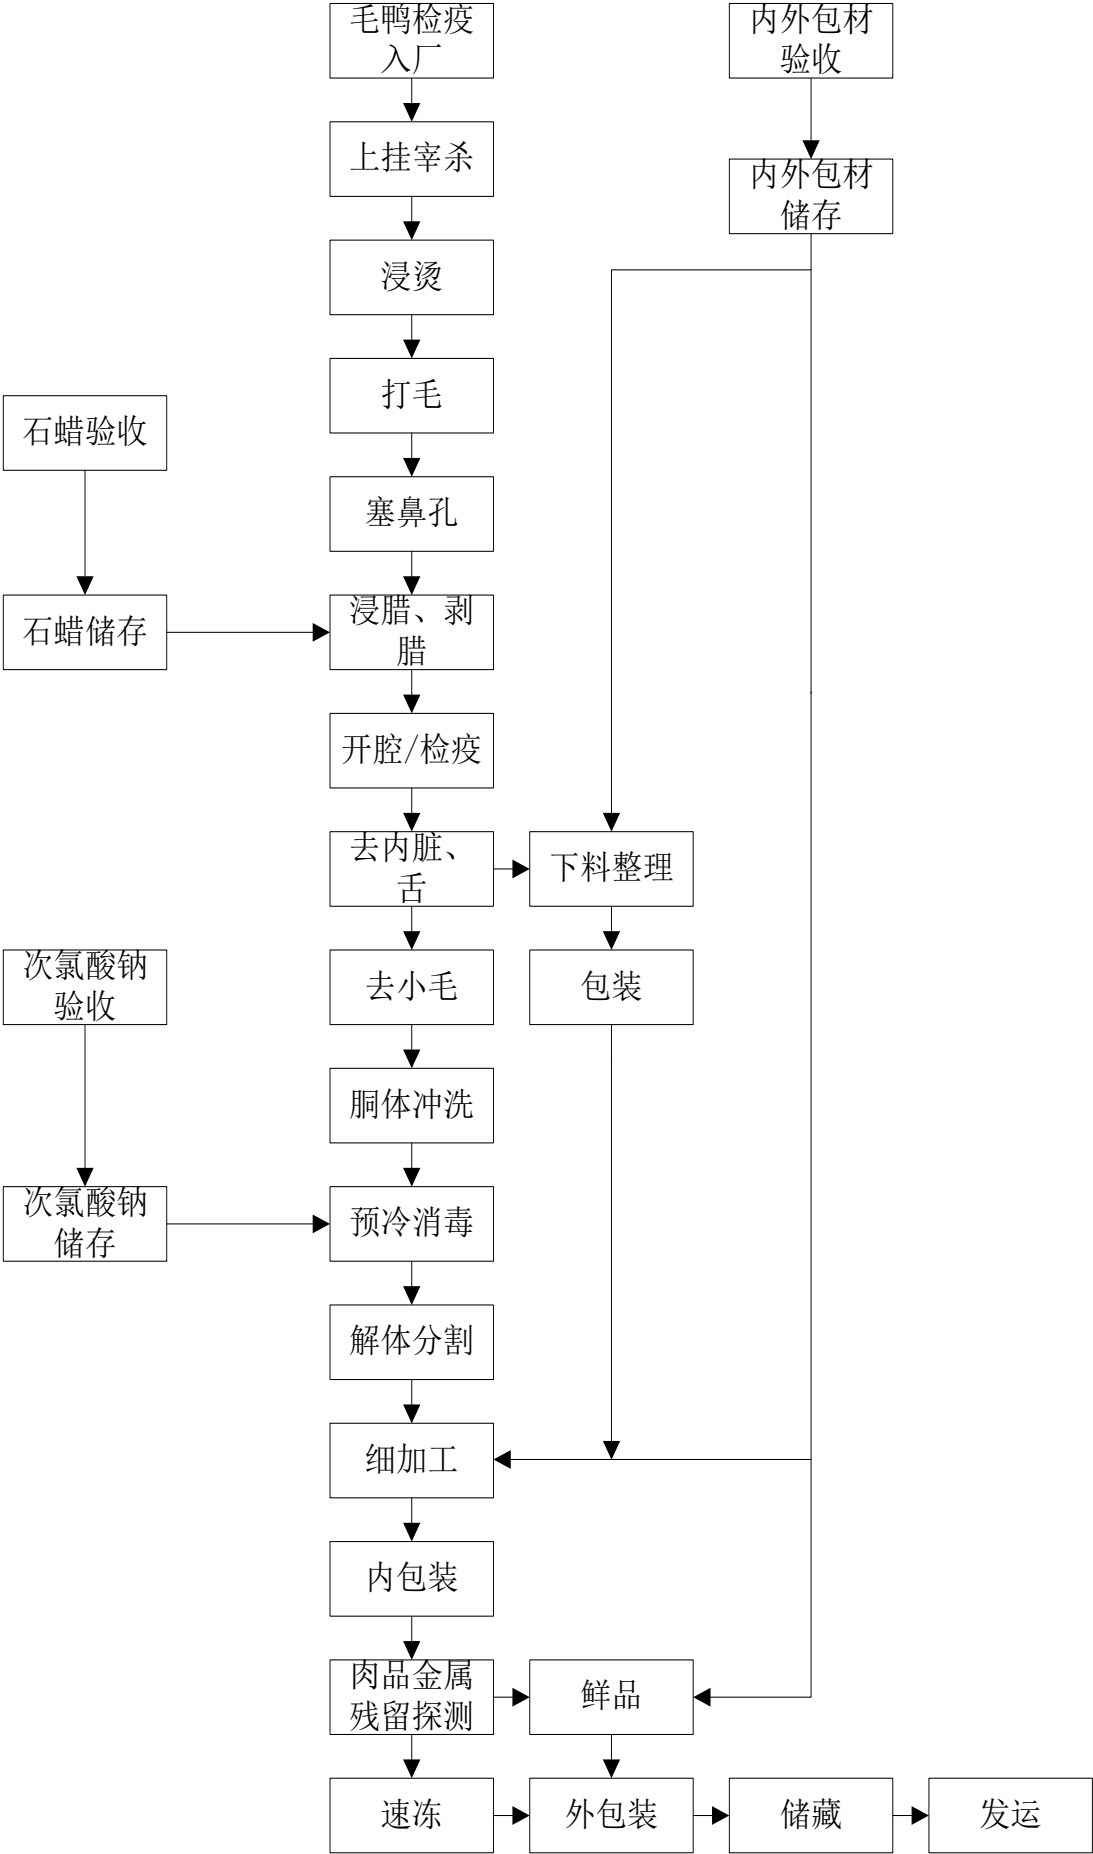 毛鸭检疫
入厂
内外包材
验收
上挂宰杀
内外包材
储存
浸烫
打毛
石蜡验收
塞鼻孔
石蜡储存
浸腊、剥
腊
开腔/检疫
去内脏、
舌
下料整理
次氯酸钠
验收
去小毛
包装
胴体冲洗
次氯酸钠
储存
预冷消毒
解体分割
细加工
内包装
肉品金属
残留探测
鲜品
速冻
外包装
储藏
发运